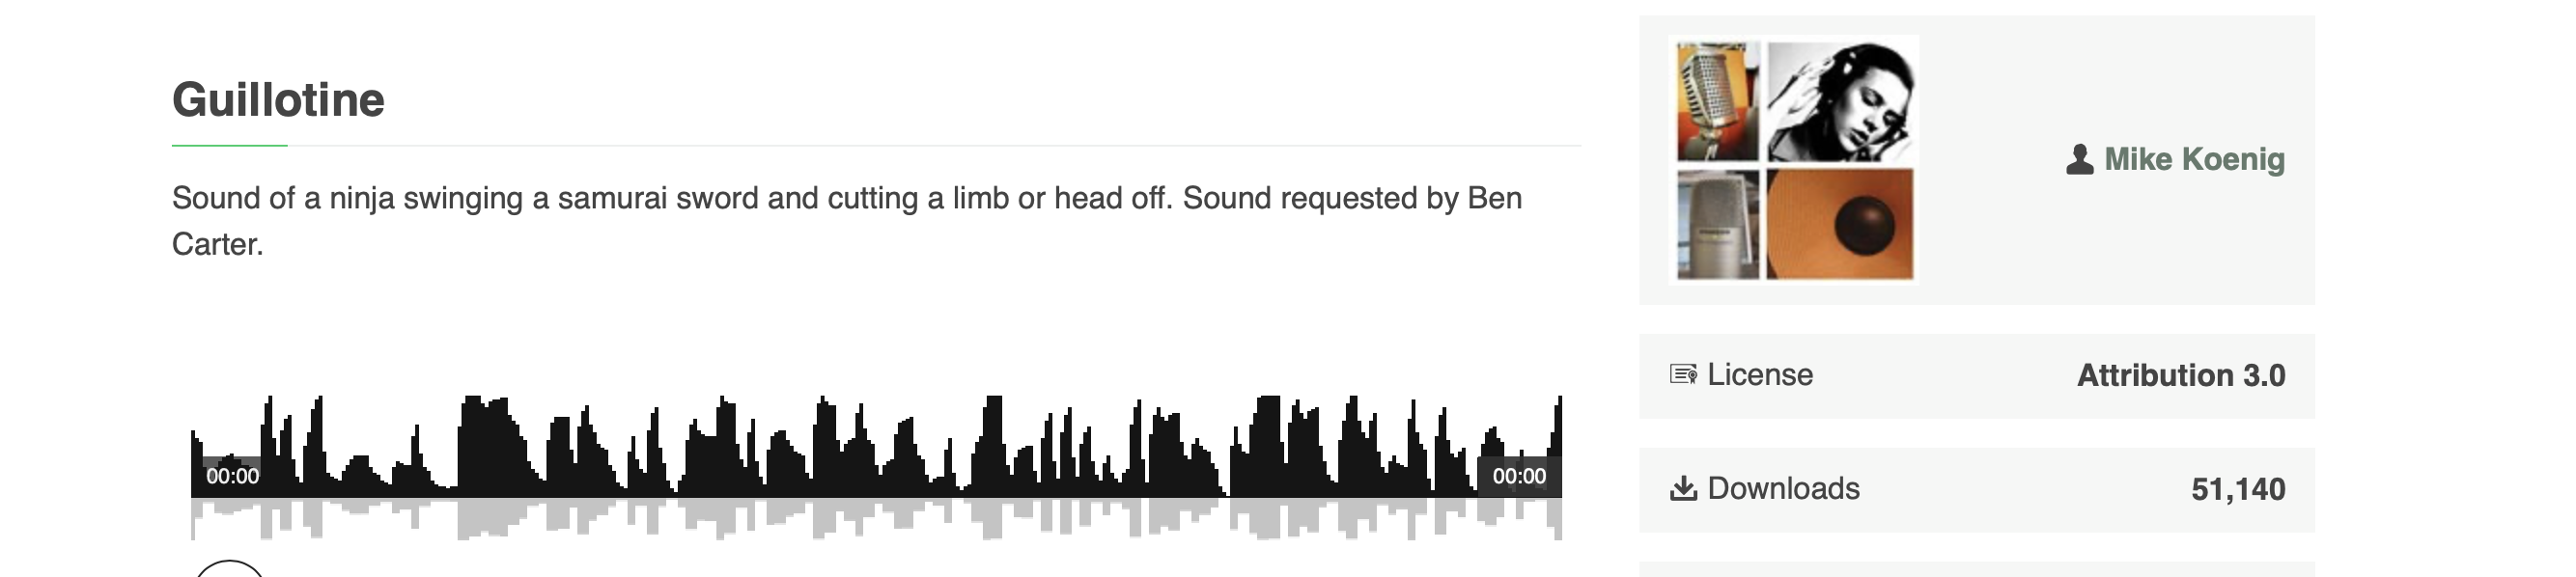 Guillotine
Sound of a ninja swinging a samurai sword and cutting a limb or head off. Sound requested by Ben
Carter.
00:00
00:00
Mike Koenig
License Attribution 3.0
Downloads 51,140